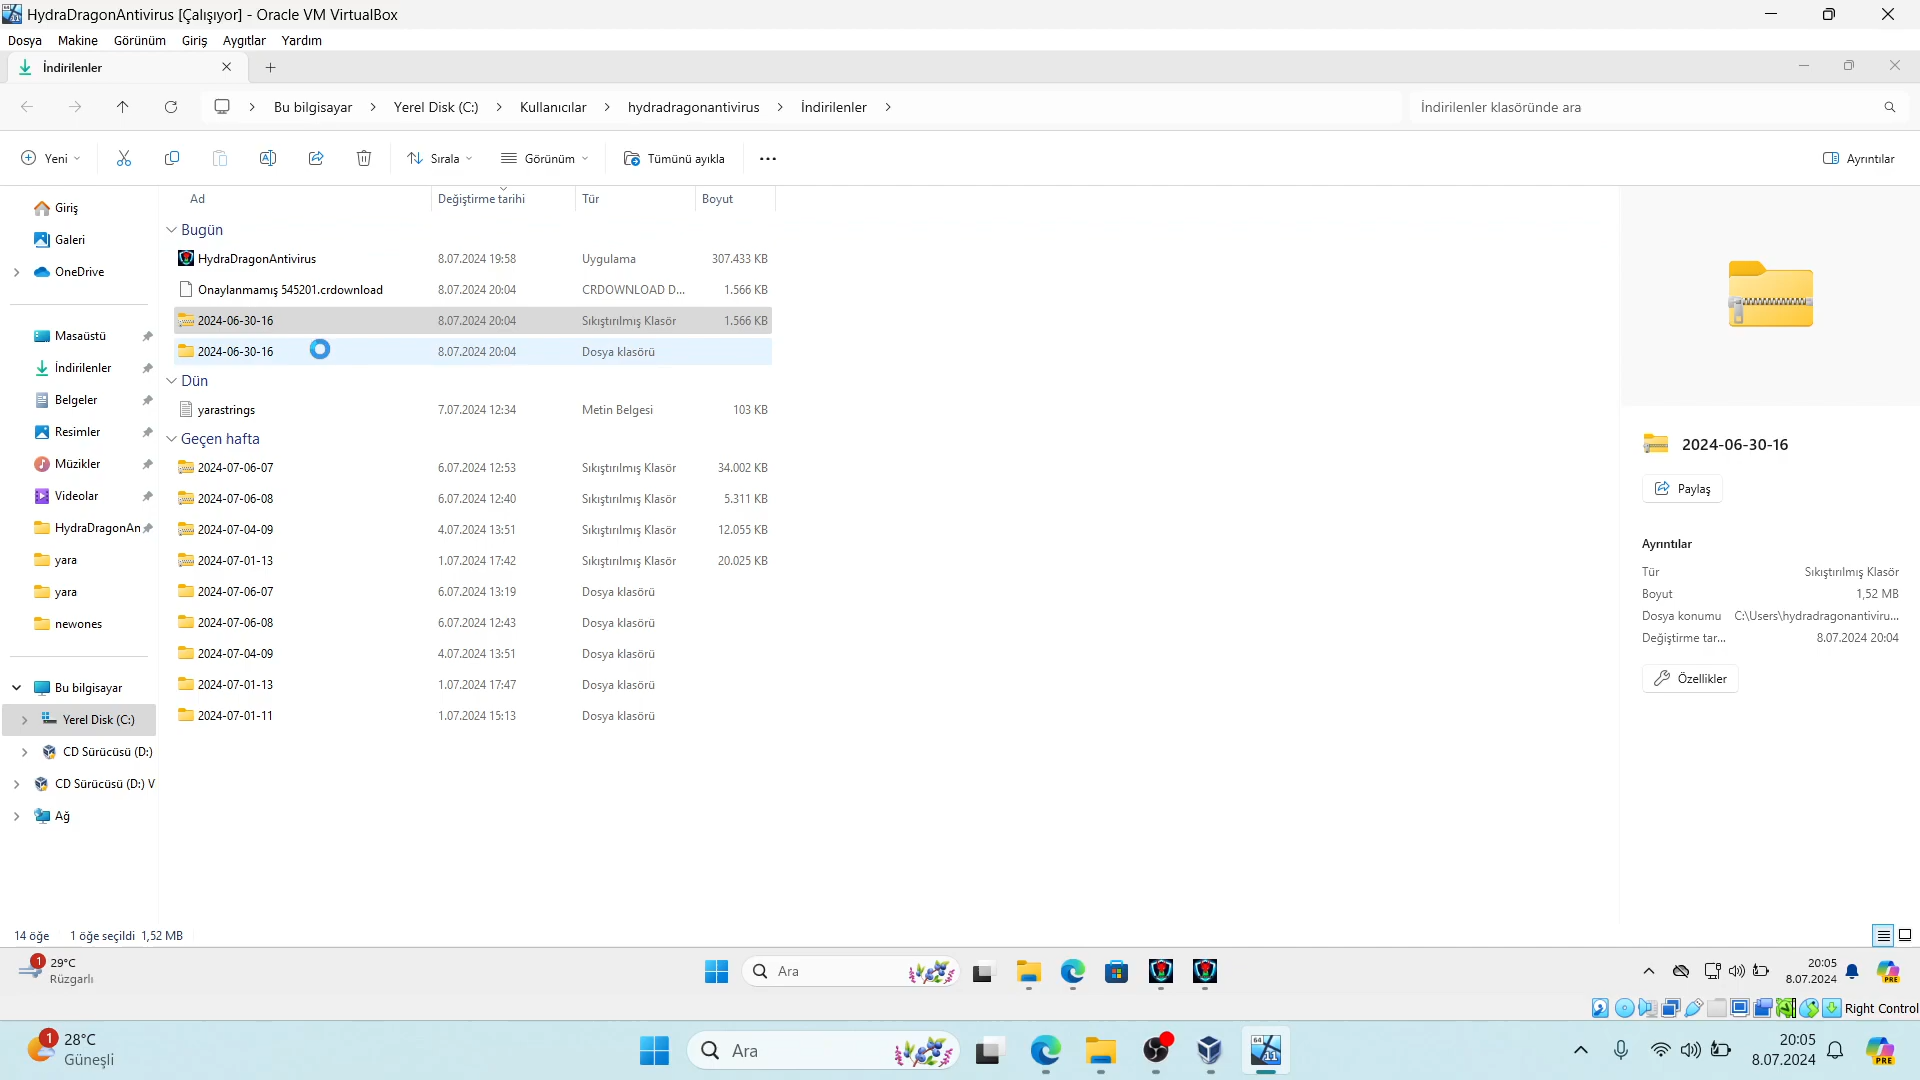 HydraDragonAntivirus [Çalışıyor] - Oracle VM VirtualBox
Dosya Makine Görünüm Giriş Aygıtlar Yardım
İndirilenler
Bu bilgisayar Yerel Disk (C:) Kullanıcılar hydradragonantivirus İndirilenler
İndirilenler klasöründe ara
Yeni
Sırala
Görünüm
Tümünü ayıkla
Ayrıntılar
Giriş
Galeri
OneDrive
Masaüstü
İndirilenler
Belgeler
Resimler
Müzikler
Videolar
HydraDragonAn
yara
yara
newones
Bu bilgisayar
Yerel Disk (C:)
CD Sürücüsü (D:)
CD Sürücüsü (D:) V
Ağ
Ad Değiştirme tarihi Tür Boyut
Bugün
HydraDragonAntivirus 8.07.2024 19:58 Uygulama 307.433 KB
Onaylanmamış 545201.crdownload 8.07.2024 20:04 CRDOWNLOAD D... 1.566 KB
2024-06-30-16 8.07.2024 20:04 Sıkıştırılmış Klasör 1.566 KB
2024-06-30-16 8.07.2024 20:04 Dosya klasörü
Dün
yarastrings 7.07.2024 12:34 Metin Belgesi 103 KB
Geçen hafta
2024-07-06-07 6.07.2024 12:53 Sıkıştırılmış Klasör 34.002 KB
2024-07-06-08 6.07.2024 12:40 Sıkıştırılmış Klasör 5.311 KB
2024-07-04-09 4.07.2024 13:51 Sıkıştırılmış Klasör 12.055 KB
2024-07-01-13 1.07.2024 17:42 Sıkıştırılmış Klasör 20.025 KB
2024-07-06-07 6.07.2024 13:19 Dosya klasörü
2024-07-06-08 6.07.2024 12:43 Dosya klasörü
2024-07-04-09 4.07.2024 13:51 Dosya klasörü
2024-07-01-13 1.07.2024 17:47 Dosya klasörü
2024-07-01-11 1.07.2024 15:13 Dosya klasörü
2024-06-30-16
Paylaş
Ayrıntılar
Tür Sıkıştırılmış Klasör
Boyut 1,52 MB
Dosya konumu C:\Users\hydradragonantiviru...
Değiştirme tar... 8.07.2024 20:04
Özellikler
14 öğe 1 öğe seçildi 1,52 MB
1
29°C
Rüzgarlı
Ara
20:05
8.07.2024
PRE
Right Control
1
28°C
Güneşli
Ara
64
11
20:05
8.07.2024
PRE